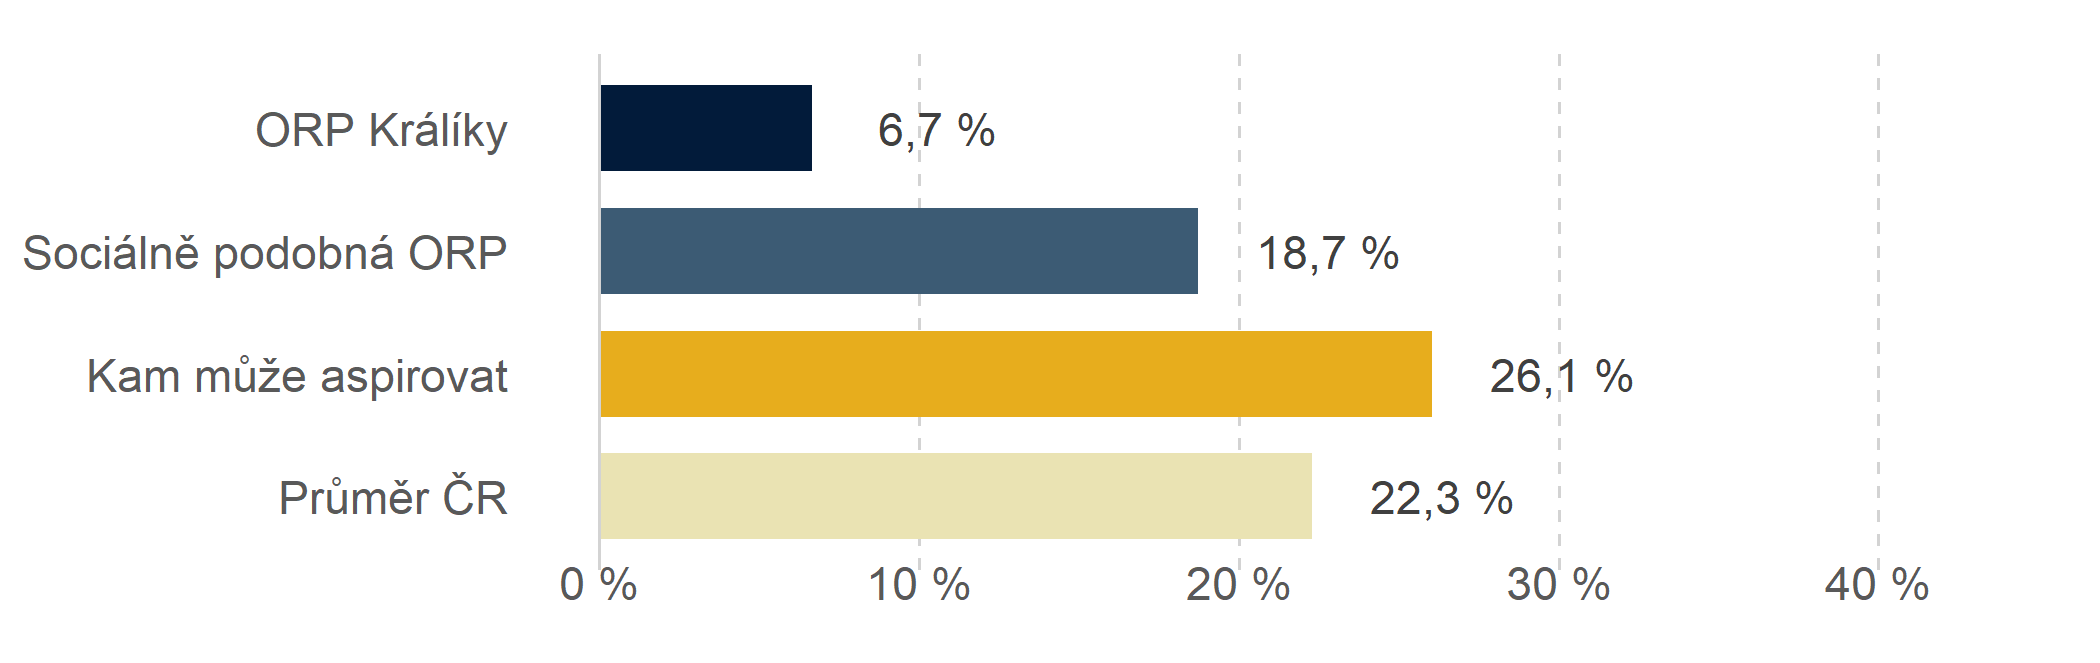 ORP Králíky 6,7 %
Sociálně podobná ORP 18,7 %
Kam může aspirovat 26,1 %
Průměr ČR 22,3 %
0 % 10 % 20 % 30 % 40 %